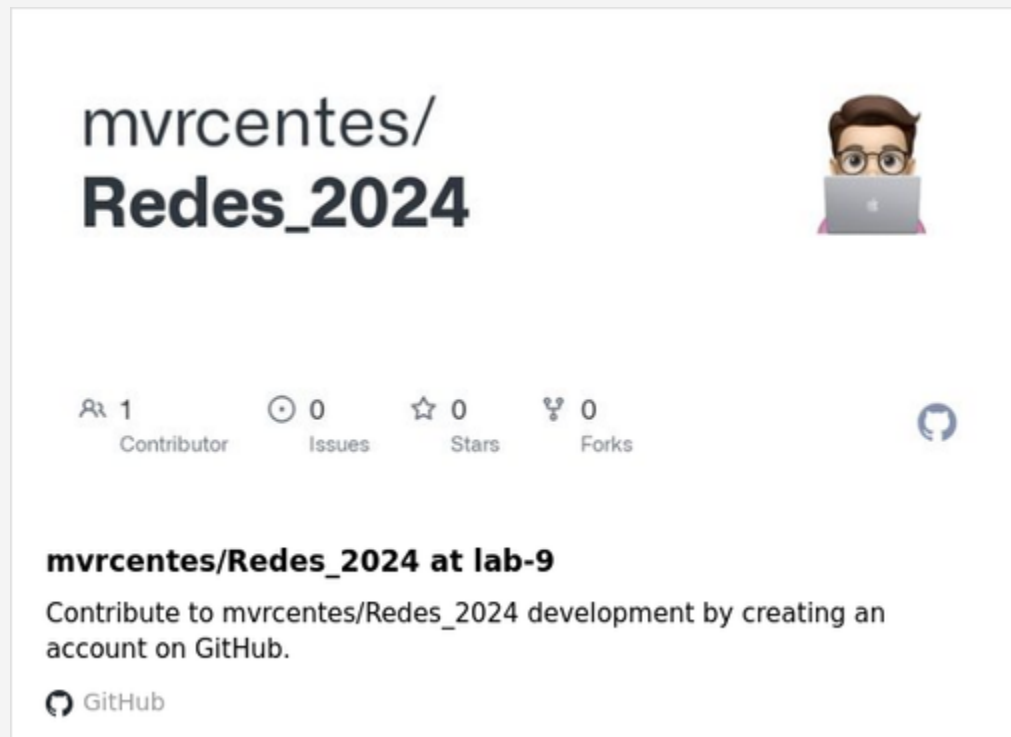 mvrcentes/
Redes_2024
1 0 0 0
Contributor Issues Stars Forks
mvrcentes/Redes_2024 at lab-9
Contribute to mvrcentes/Redes_2024 development by creating an
account on GitHub.
GitHub